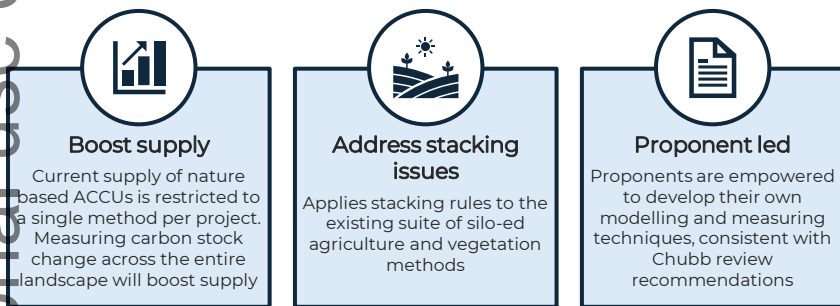 Boost supply
Current supply of nature
based ACCUs is restricted to
a single method per project.
Measuring carbon stock
change across the entire
landscape will boost supply
Address stacking
issues
Applies stacking rules to the
existing suite of silo-ed
agriculture and vegetation
methods
Proponent led
Proponents are empowered
to develop their own
modelling and measuring
techniques, consistent with
Chubb review
recommendations